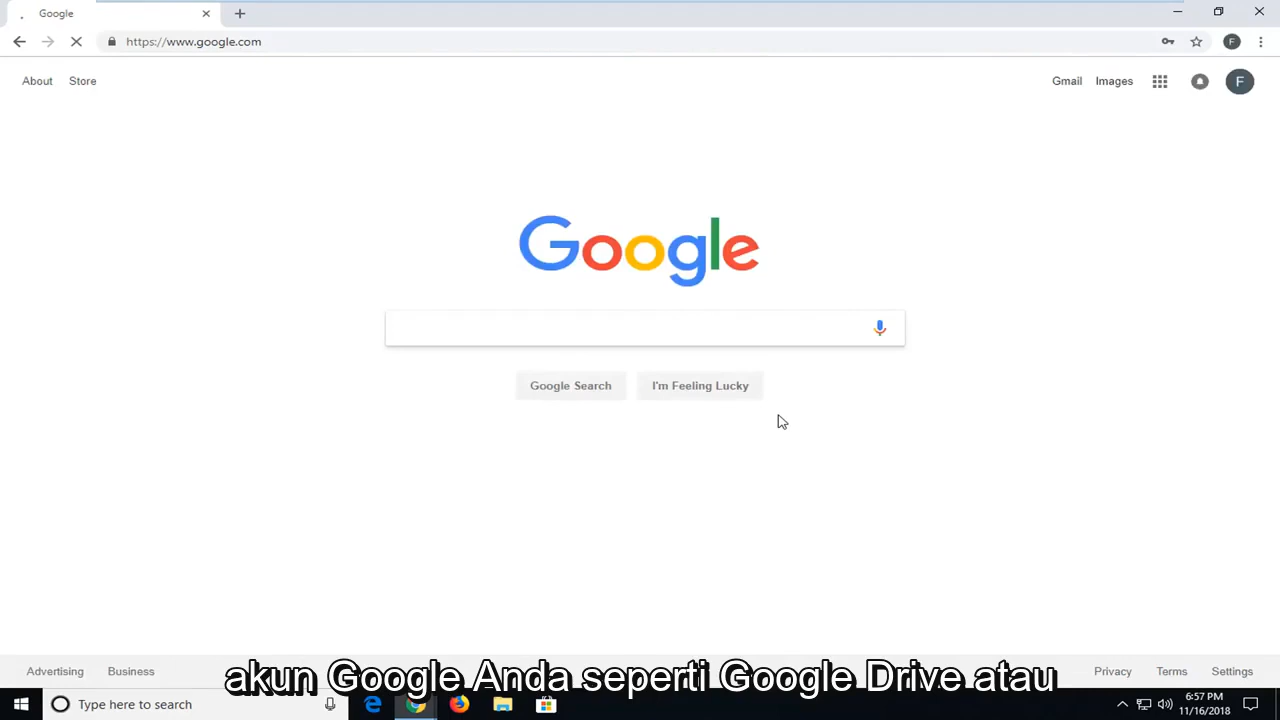 Google
https://www.google.com
F
About Store Gmail Images F
Google
Google Search I'm Feeling Lucky
Advertising Business Privacy Terms Settings
akun Google Anda seperti Google Drive atau
Type here to search
6:57 PM
11/16/2018